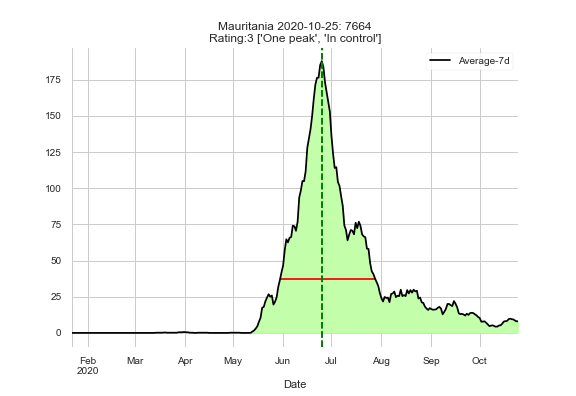 Mauritania 2020-10-25: 7664
Rating:3 ['One peak', 'In control']
Average-7d
175
150
125
100
75
50
25
0
Feb Mar Apr May Jun Jul Aug Sep Oct
2020
Date